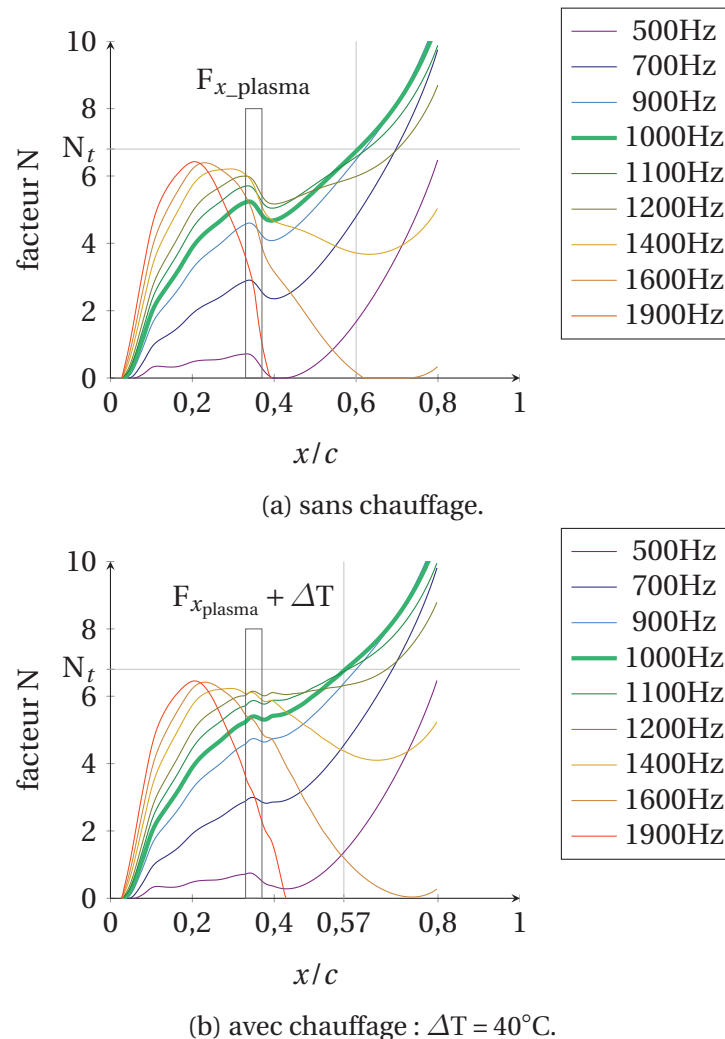 10
8
N_t
6
4
2
0
facteur N
F_x_plasma
0
0,2
0,4
0,6
0,8
1
x/c
500Hz
700Hz
900Hz
1000Hz
1100Hz
1200Hz
1400Hz
1600Hz
1900Hz
(a) sans chauffage.
10
8
N_t
6
4
2
0
facteur N
F_x_plasma + ΔT
0
0,2
0,4
0,57
0,8
1
x/c
500Hz
700Hz
900Hz
1000Hz
1100Hz
1200Hz
1400Hz
1600Hz
1900Hz
(b) avec chauffage : ΔT = 40°C.